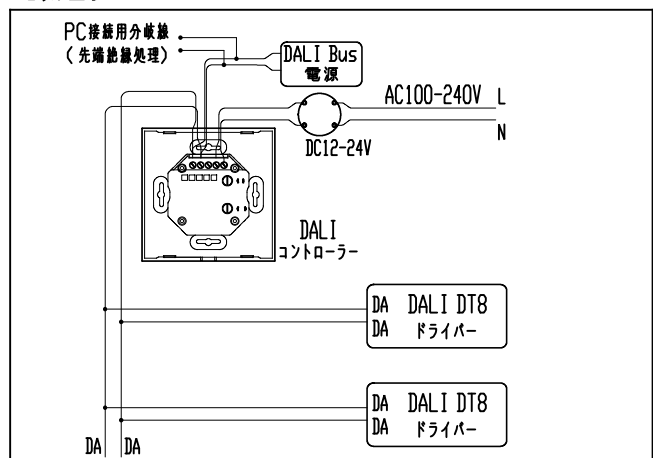 PC接続用分岐線
(先端絶縁処理)
DALI Bus
電源
AC100-240V L
N
DC12-24V
DALI
コントローラー
DA DALI DT8
DA ドライバー
DA DALI DT8
DA ドライバー
DA DA